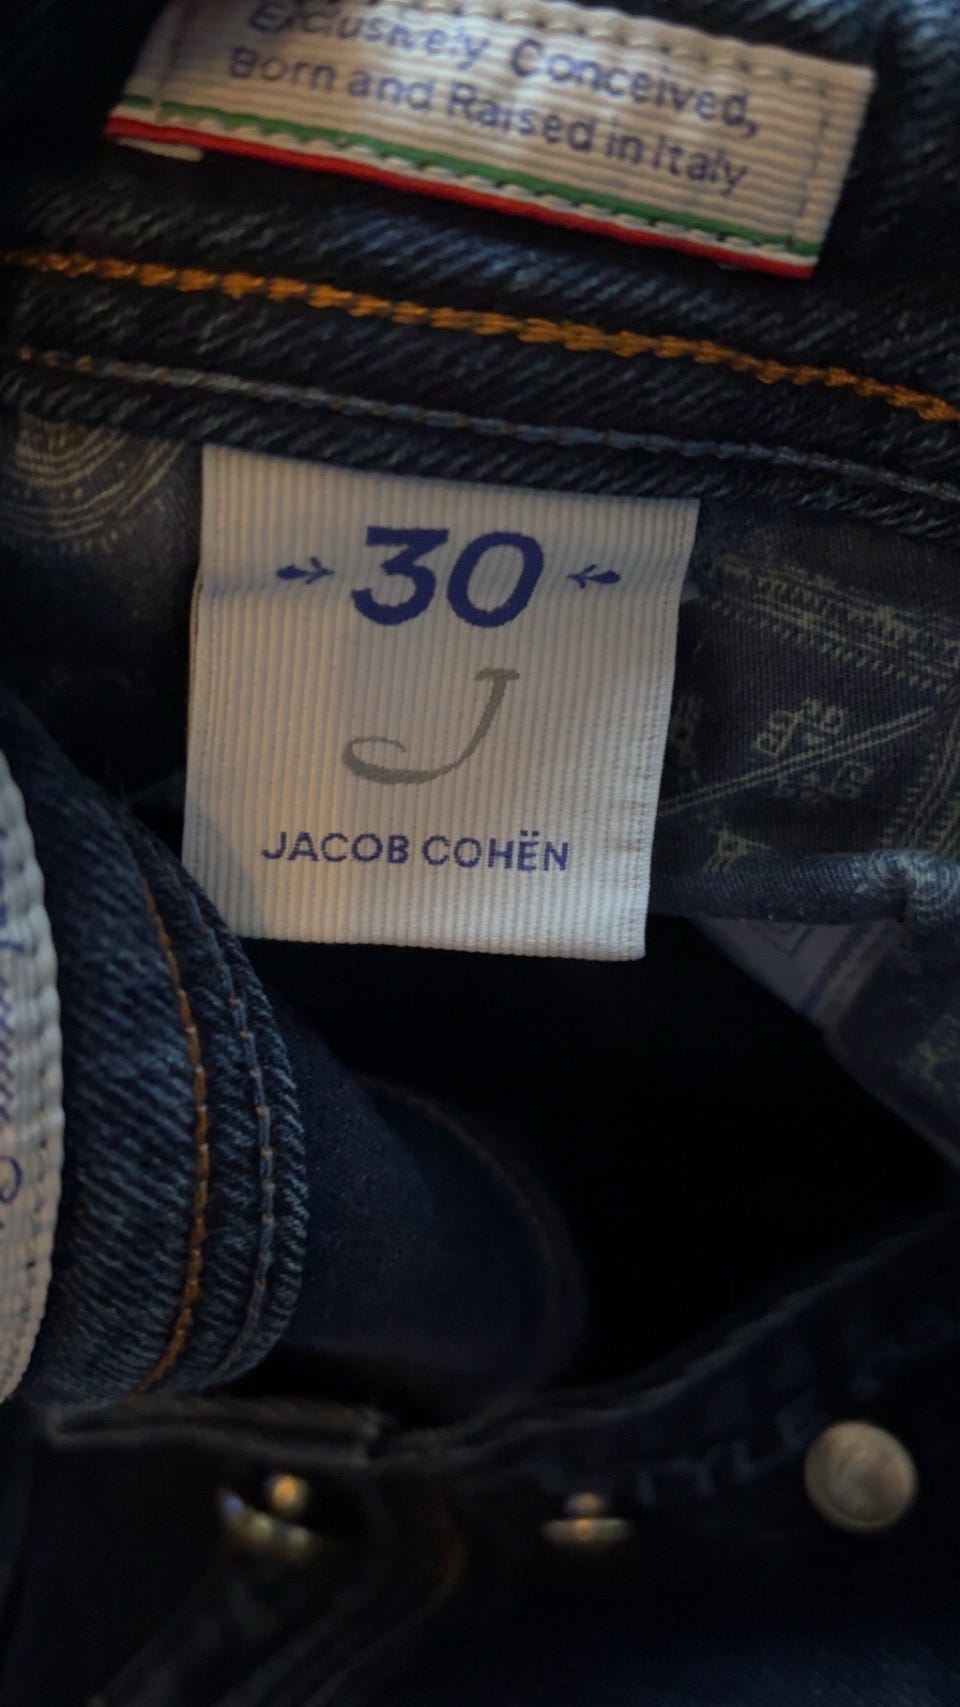 Exclusively Conceived,
Born and Raised in Italy
30
J
JACOB COHËN